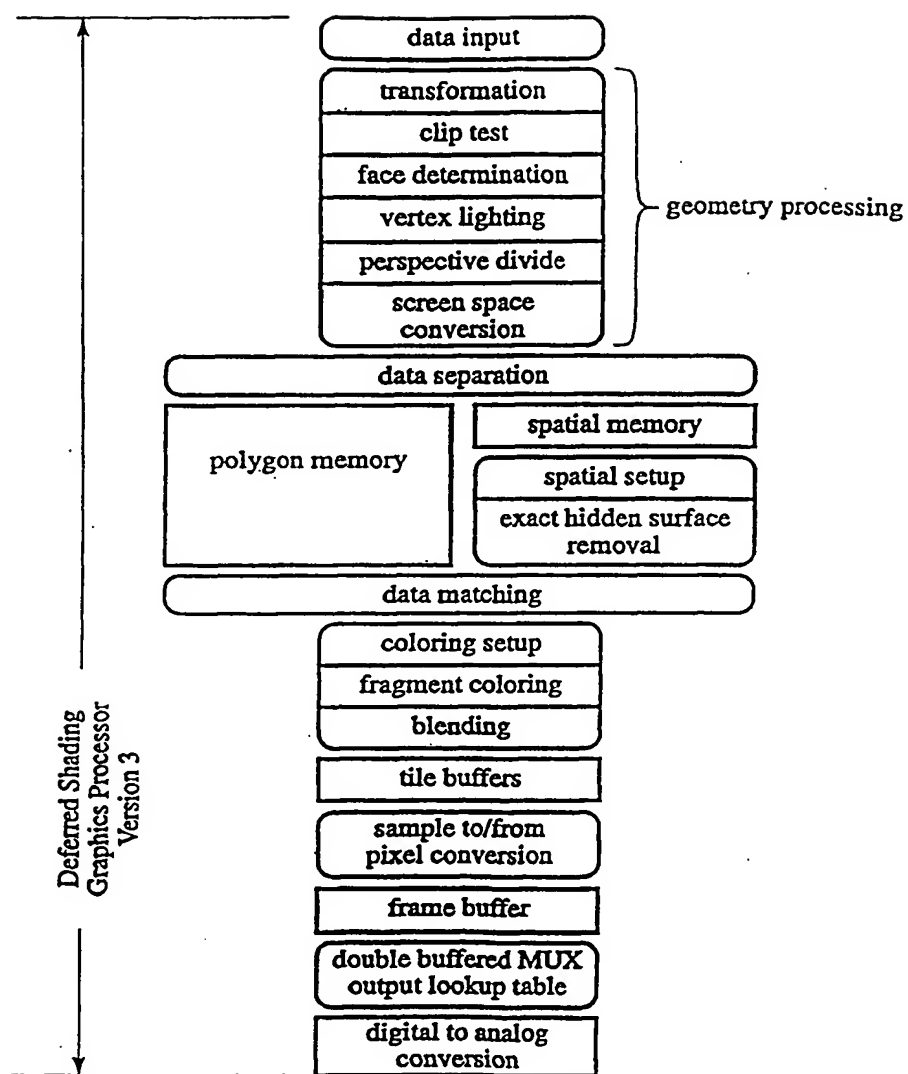 data input
transformation
clip test
face determination
vertex lighting
perspective divide
screen space
conversion
geometry processing
data separation
polygon memory
spatial memory
spatial setup
exact hidden surface
removal
data matching
coloring setup
fragment coloring
blending
tile buffers
sample to/from
pixel conversion
frame buffer
double buffered MUX
output lookup table
digital to analog
conversion
Deferred Shading
Graphics Processor
Version 3